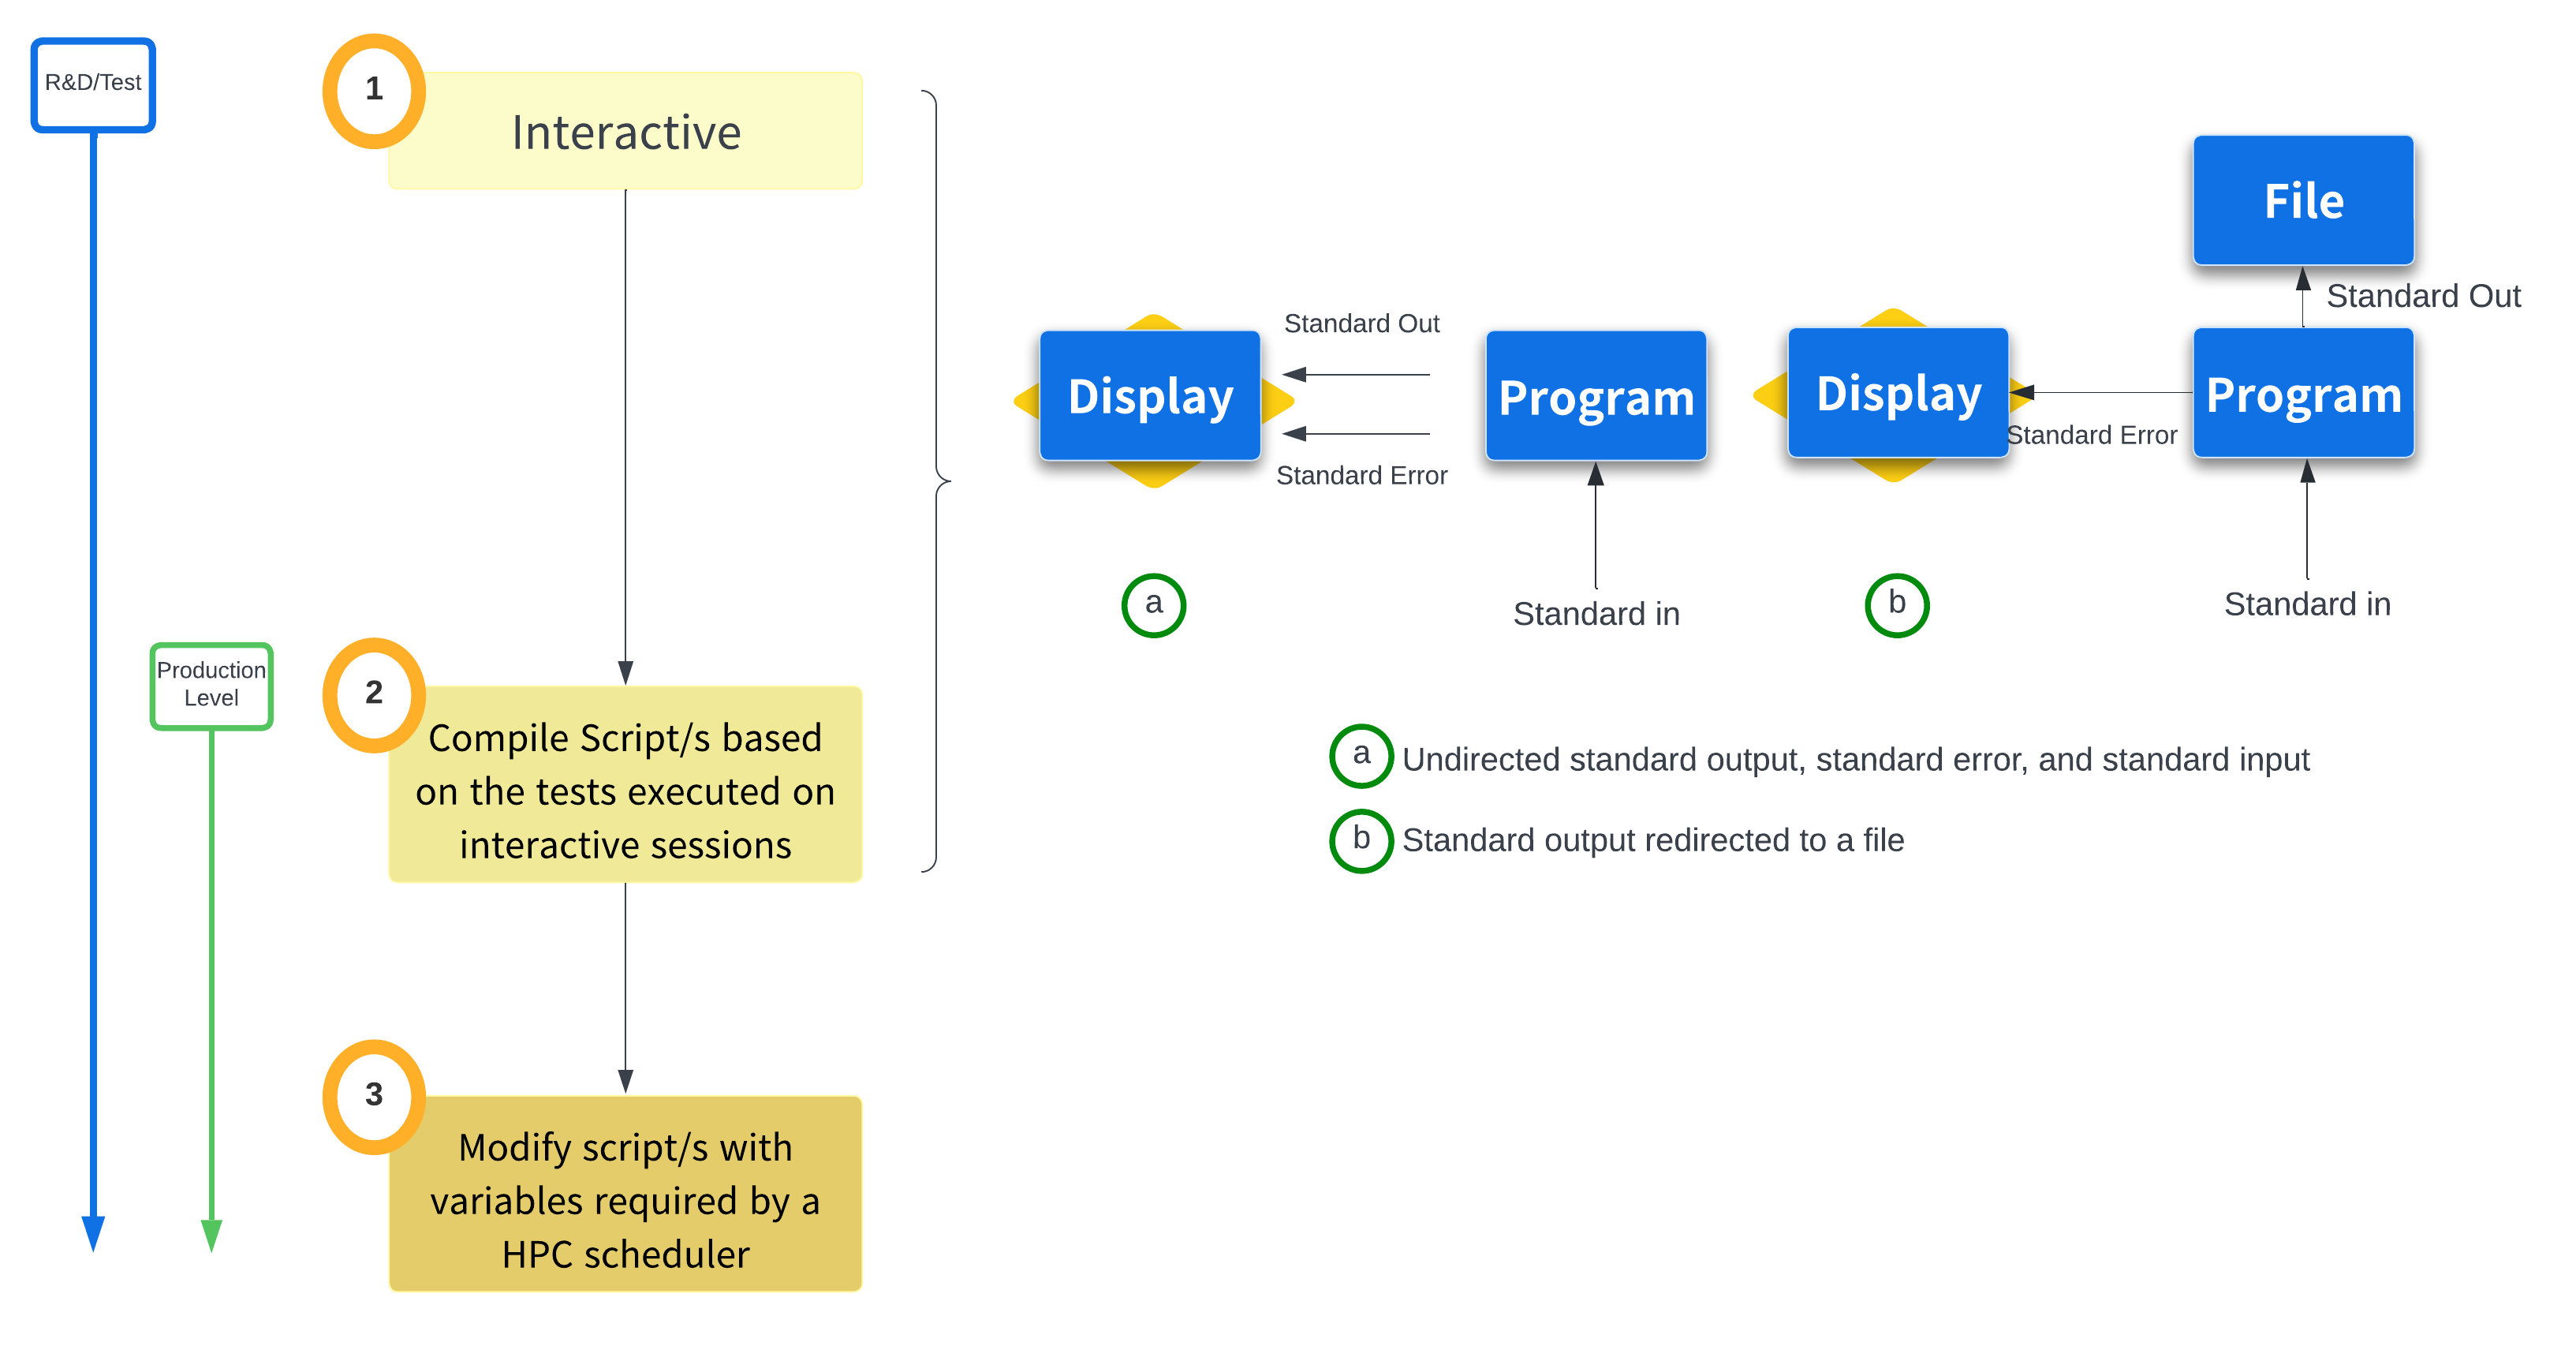 R&D/Test
1
Interactive
Production
Level
2
Compile Script/s based
on the tests executed on
interactive sessions
3
Modify script/s with
variables required by a
HPC scheduler
Display
Standard Out
Standard Error
Program
Standard in
a
File
Standard Out
Display
Standard Error
Program
Standard in
b
a Undirected standard output, standard error, and standard input
b Standard output redirected to a file